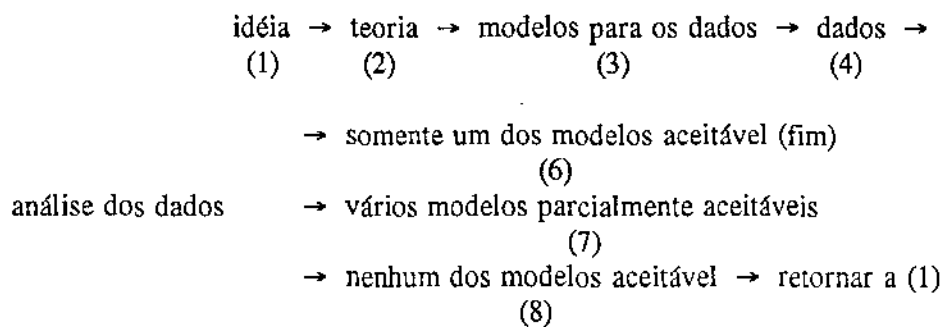 idéia → teoria → modelos para os dados → dados →
(1) (2) (3) (4)
→ somente um dos modelos aceitável (fim)
(6)
análise dos dados → vários modelos parcialmente aceitáveis
(7)
→ nenhum dos modelos aceitável → retornar a (1)
(8)